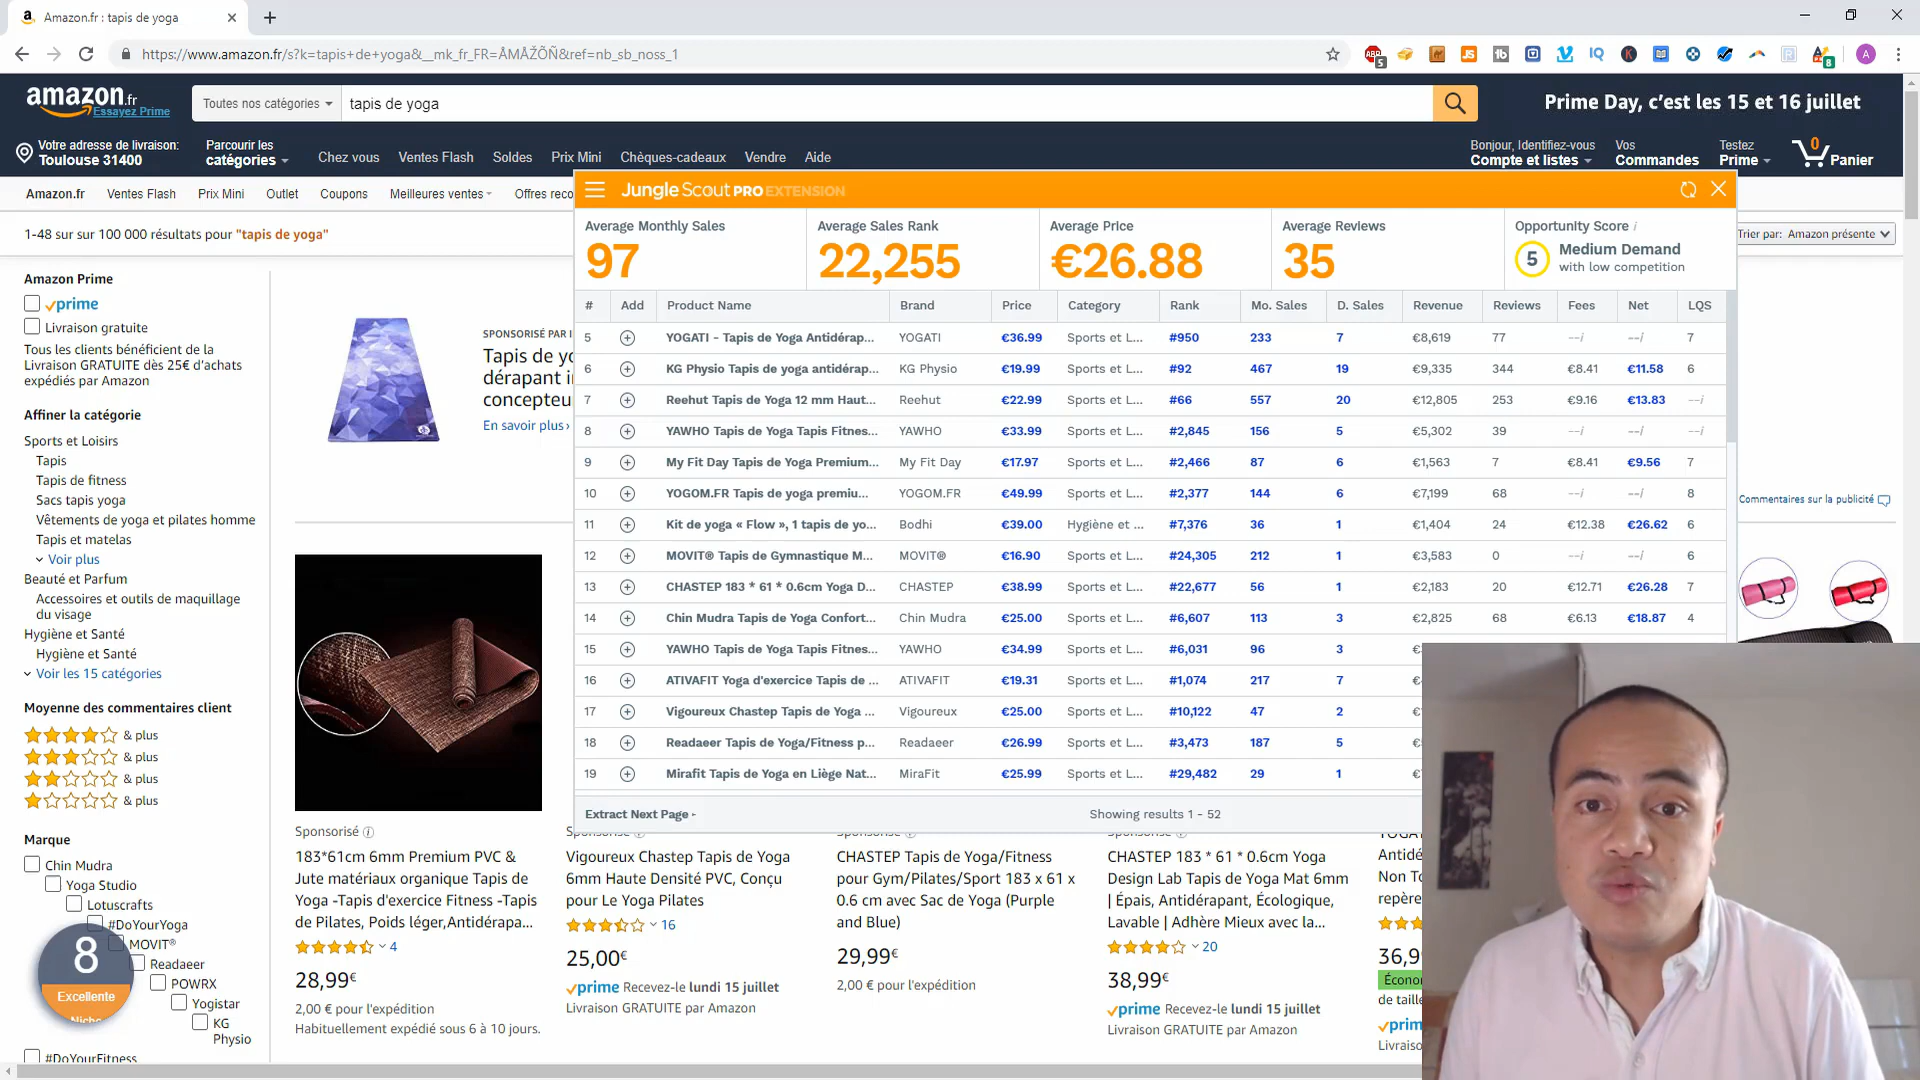 Amazon.fr : tapis de yoga
https://www.amazon.fr/s?k=tapis+de+yoga&__mk_fr_FR=ÅMÅŽÕÑ&ref=nb_sb_noss_1
amazon.fr
Essayez Prime
Toutes nos catégories
tapis de yoga
Prime Day, c'est les 15 et 16 juillet
Votre adresse de livraison:
Toulouse 31400
Parcourir les
catégories
Chez vous
Ventes Flash
Soldes
Prix Mini
Chèques-cadeaux
Vendre
Aide
Bonjour, Identifiez-vous
Compte et listes
Vos
Commandes
Testez
Prime
0
Panier
Amazon.fr
Ventes Flash
Prix Mini
Outlet
Coupons
Meilleures ventes
Offres reco
1-48 sur sur 100 000 résultats pour "tapis de yoga"
Trier par: Amazon présente
Jungle Scout PRO EXTENSION
Average Monthly Sales
97
Average Sales Rank
22,255
Average Price
€26.88
Average Reviews
35
Opportunity Score i
5
Medium Demand
with low competition
# Add Product Name Brand Price Category Rank Mo. Sales D. Sales Revenue Reviews Fees Net LQS
5 YOGATI - Tapis de Yoga Antidérap... YOGATI €36.99 Sports et L... #950 233 7 €8,619 77 --i --i 7
6 KG Physio Tapis de yoga antidérap... KG Physio €19.99 Sports et L... #92 467 19 €9,335 344 €8.41 €11.58 6
7 Reehut Tapis de Yoga 12 mm Haut... Reehut €22.99 Sports et L... #66 557 20 €12,805 253 €9.16 €13.83 --i
8 YAWHO Tapis de Yoga Tapis Fitnes... YAWHO €33.99 Sports et L... #2,845 156 5 €5,302 39 --i --i --i
9 My Fit Day Tapis de Yoga Premium... My Fit Day €17.97 Sports et L... #2,466 87 6 €1,563 7 €8.41 €9.56 7
10 YOGOM.FR Tapis de yoga premiu... YOGOM.FR €49.99 Sports et L... #2,377 144 6 €7,199 68 --i --i 8
11 Kit de yoga « Flow », 1 tapis de yo... Bodhi €39.00 Hygiène et ... #7,376 36 1 €1,404 24 €12.38 €26.62 6
12 MOVIT® Tapis de Gymnastique M... MOVIT® €16.90 Sports et L... #24,305 212 1 €3,583 0 --i --i 6
13 CHASTEP 183 * 61 * 0.6cm Yoga D... CHASTEP €38.99 Sports et L... #22,677 56 1 €2,183 20 €12.71 €26.28 7
14 Chin Mudra Tapis de Yoga Confort... Chin Mudra €25.00 Sports et L... #6,607 113 3 €2,825 68 €6.13 €18.87 4
15 YAWHO Tapis de Yoga Tapis Fitnes... YAWHO €34.99 Sports et L... #6,031 96 3
16 ATIVAFIT Yoga d'exercice Tapis de ... ATIVAFIT €19.31 Sports et L... #1,074 217 7
17 Vigoureux Chastep Tapis de Yoga ... Vigoureux €25.00 Sports et L... #10,122 47 2
18 Readaeer Tapis de Yoga/Fitness p... Readaeer €26.99 Sports et L... #3,473 187 5
19 Mirafit Tapis de Yoga en Liège Nat... MiraFit €25.99 Sports et L... #29,482 29 1
Extract Next Page
Showing results 1 - 52
Amazon Prime
prime
Livraison gratuite
Tous les clients bénéficient de la
Livraison GRATUITE dès 25€ d'achats
expédiés par Amazon
Affiner la catégorie
Sports et Loisirs
Tapis
Tapis de fitness
Sacs tapis yoga
Vêtements de yoga et pilates homme
Tapis et matelas
Voir plus
Beauté et Parfum
Accessoires et outils de maquillage
du visage
Hygiène et Santé
Hygiène et Santé
Voir les 15 catégories
Moyenne des commentaires client
& plus
& plus
& plus
& plus
Marque
Chin Mudra
Yoga Studio
Lotuscrafts
#DoYourYoga
MOVIT®
Readaeer
POWRX
Yogistar
KG
Physio
#DoYourFitness
8
Excellente
Niche
SPONSORISÉ PAR
Tapis de yo
dérapant
concepteu
En savoir plus›
Commentaires sur la publicité
Sponsorisé
183*61cm 6mm Premium PVC &
Jute matériaux organique Tapis de
Yoga -Tapis d'exercice Fitness -Tapis
de Pilates, Poids léger,Antidérapa...
4
28,99€
2,00 € pour l'expédition
Habituellement expédié sous 6 à 10 jours.
Sponsorisé
Vigoureux Chastep Tapis de Yoga
6mm Haute Densité PVC, Conçu
pour Le Yoga Pilates
16
25,00€
prime Recevez-le lundi 15 juillet
Livraison GRATUITE par Amazon
Sponsorisé
CHASTEP Tapis de Yoga/Fitness
pour Gym/Pilates/Sport 183 x 61 x
0.6 cm avec Sac de Yoga (Purple
and Blue)
29,99€
2,00 € pour l'expédition
Sponsorisé
CHASTEP 183 * 61 * 0.6cm Yoga
Design Lab Tapis de Yoga Mat 6mm
| Épais, Antidérapant, Écologique,
Lavable | Adhère Mieux avec la...
20
38,99€
prime Recevez-le lundi 15 juillet
Livraison GRATUITE par Amazon
YOGAT
Antidé
Non To
repère
36,9
Écono
de taille
prim
Livraiso